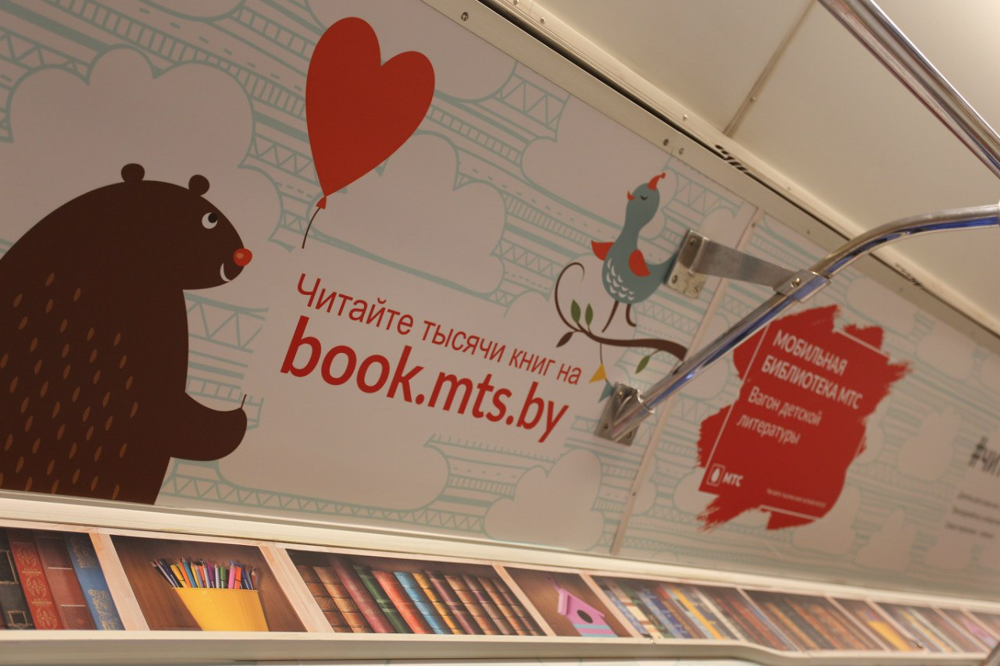 Читайте тысячи книг на
book.mts.by
МОБИЛЬНАЯ
БИБЛИОТЕКА МТС
Вагон детской
литературы
МТС